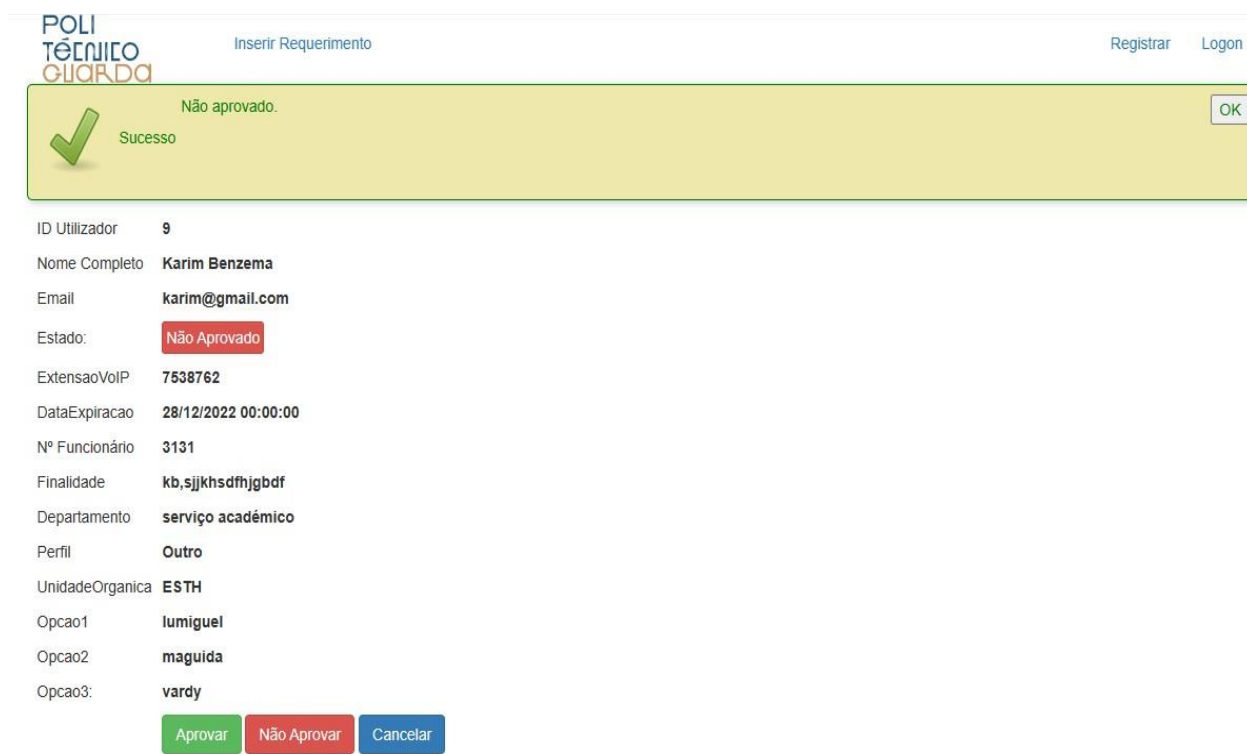 POLI
TÉCNICO
GUARDA
Inserir Requerimento
Registrar
Logon
Não aprovado.
OK
Sucesso
ID Utilizador 9
Nome Completo Karim Benzema
Email karim@gmail.com
Estado: Não Aprovado
ExtensaoVoIP 7538762
DataExpiracao 28/12/2022 00:00:00
Nº Funcionário 3131
Finalidade kb,sjjkhsdfhjgbdf
Departamento serviço académico
Perfil Outro
UnidadeOrganica ESTH
Opcao1 lumiguel
Opcao2 maguida
Opcao3: vardy
Aprovar Não Aprovar Cancelar